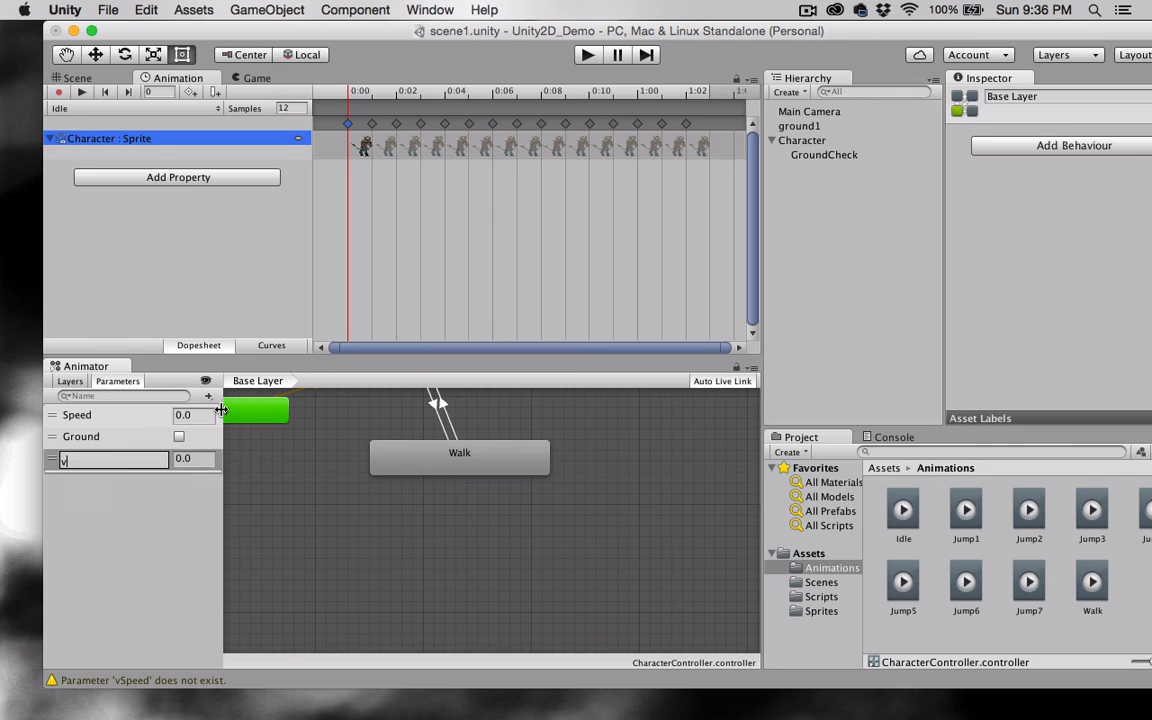 Unity File Edit Assets GameObject Component Window Help 100% Sun 9:36 PM
scene1.unity - Unity2D_Demo - PC, Mac & Linux Standalone (Personal)
Center Local Account Layers Layout
Scene Animation Game Hierarchy Inspector
0 0:00 0:02 0:04 0:06 0:08 0:10 1:00 1:02 Create All Base Layer
Idle Samples 12
Main Camera
ground1
Character : Sprite Character
GroundCheck
Add Behaviour
Add Property
Dopesheet Curves
Animator
Layers Parameters Base Layer Auto Live Link
Name
Speed 0.0
Ground
v 0.0
Walk
Asset Labels
Project Console
Create
Favorites
All Materials
All Models
All Prefabs
All Scripts
Assets
Animations
Scenes
Scripts
Sprites
Assets Animations
Idle Jump1 Jump2 Jump3
Jump5 Jump6 Jump7 Walk
CharacterController.controller CharacterController.controller
Parameter 'vSpeed' does not exist.